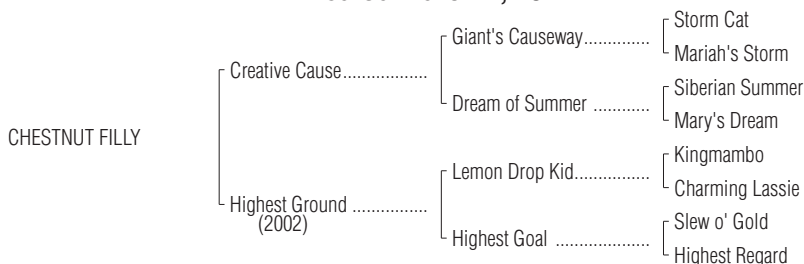 Storm Cat
Giant's Causeway..............
Mariah's Storm
Creative Cause..................
Siberian Summer
Dream of Summer ............
Mary's Dream
CHESTNUT FILLY
Kingmambo
Lemon Drop Kid................
Charming Lassie
Highest Ground ................
(2002)
Slew o' Gold
Highest Goal ....................
Highest Regard